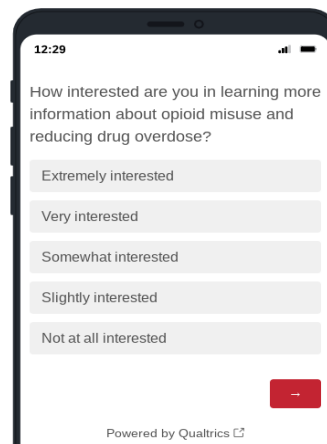 12:29
How interested are you in learning more
information about opioid misuse and
reducing drug overdose?
Extremely interested
Very interested
Somewhat interested
Slightly interested
Not at all interested
→
Powered by Qualtrics